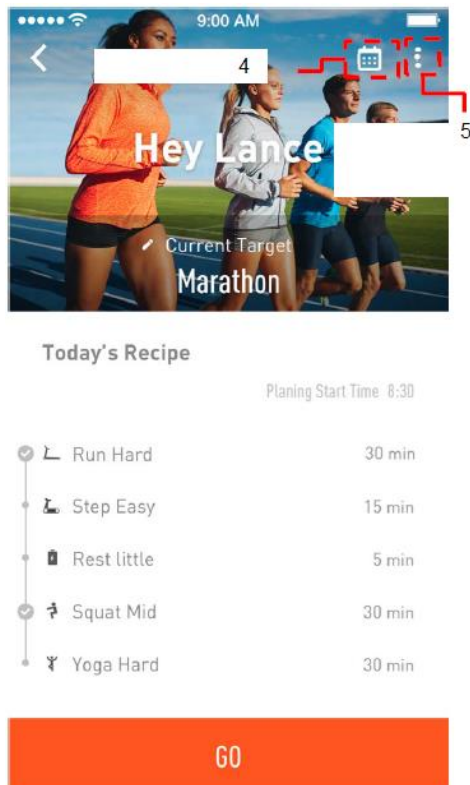 9:00 AM
4
5
Hey Lance
Current Target
Marathon
Today's Recipe
Planing Start Time 8:30
Run Hard 30 min
Step Easy 15 min
Rest little 5 min
Squat Mid 30 min
Yoga Hard 30 min
GO